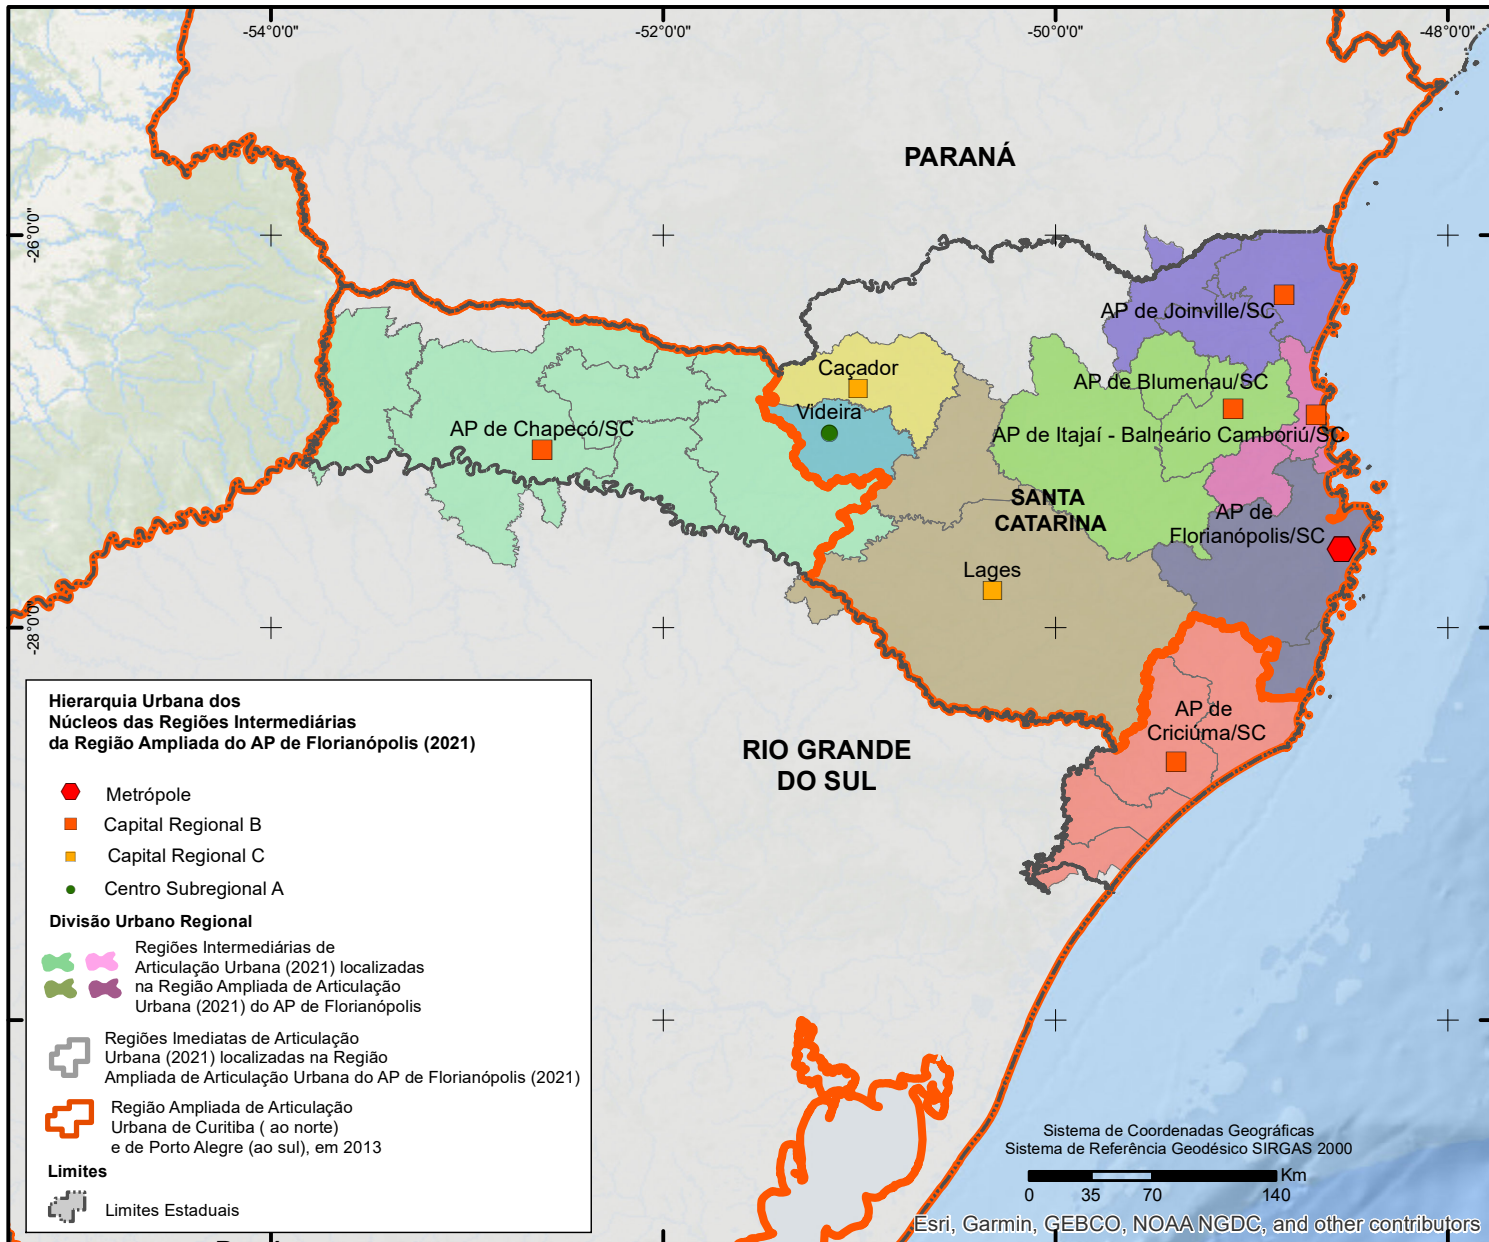 -54°0'0"
-52°0'0"
-50°0'0"
-48°0'0"
PARANÁ
-26°0'0"
AP de Joinville/SC
Caçador
AP de Blumenau/SC
Videira
AP de Chapecó/SC
AP de Itajaí - Balneário Camboriú/SC
SANTA
CATARINA
AP de
Florianópolis/SC
Lages
-28°0'0"
AP de
Criciúma/SC
RIO GRANDE
DO SUL
Hierarquia Urbana dos
Núcleos das Regiões Intermediárias
da Região Ampliada do AP de Florianópolis (2021)
Metrópole
Capital Regional B
Capital Regional C
Centro Subregional A
Divisão Urbano Regional
Regiões Intermediárias de
Articulação Urbana (2021) localizadas
na Região Ampliada de Articulação
Urbana (2021) do AP de Florianópolis
Regiões Imediatas de Articulação
Urbana (2021) localizadas na Região
Ampliada de Articulação Urbana do AP de Florianópolis (2021)
Região Ampliada de Articulação
Urbana de Curitiba ( ao norte)
e de Porto Alegre (ao sul), em 2013
Limites
Limites Estaduais
Sistema de Coordenadas Geográficas
Sistema de Referência Geodésico SIRGAS 2000
Km
0 35 70 140
Esri, Garmin, GEBCO, NOAA NGDC, and other contributors